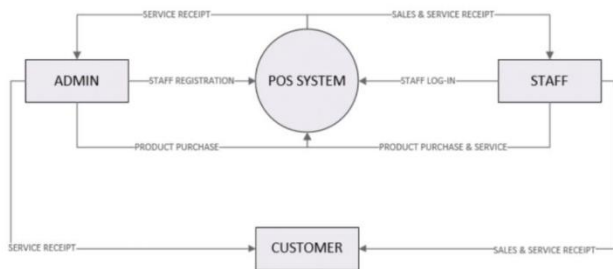 SERVICE RECEIPT
SALES & SERVICE RECEIPT
ADMIN
STAFF REGISTRATION
POS SYSTEM
STAFF LOG-IN
STAFF
PRODUCT PURCHASE
PRODUCT PURCHASE & SERVICE
SERVICE RECEIPT
CUSTOMER
SALES & SERVICE RECEIPT